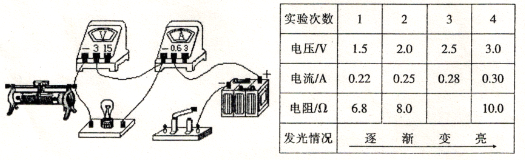 V
— 3 15
A
— 0.6 3
— +
实验次数 1 2 3 4
电压/V 1.5 2.0 2.5 3.0
电流/A 0.22 0.25 0.28 0.30
电阻/Ω 6.8 8.0 10.0
发光情况 逐 渐 变 亮